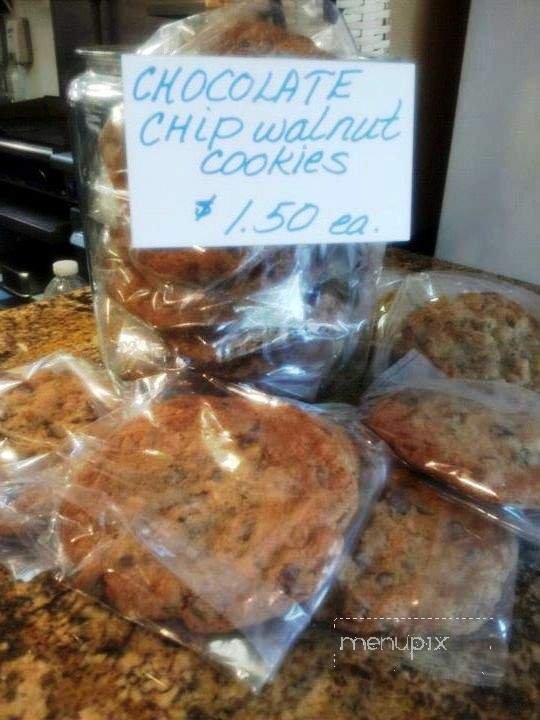 CHOCOLATE
CHip walnut
cookies
$1.50 ea.
menupix